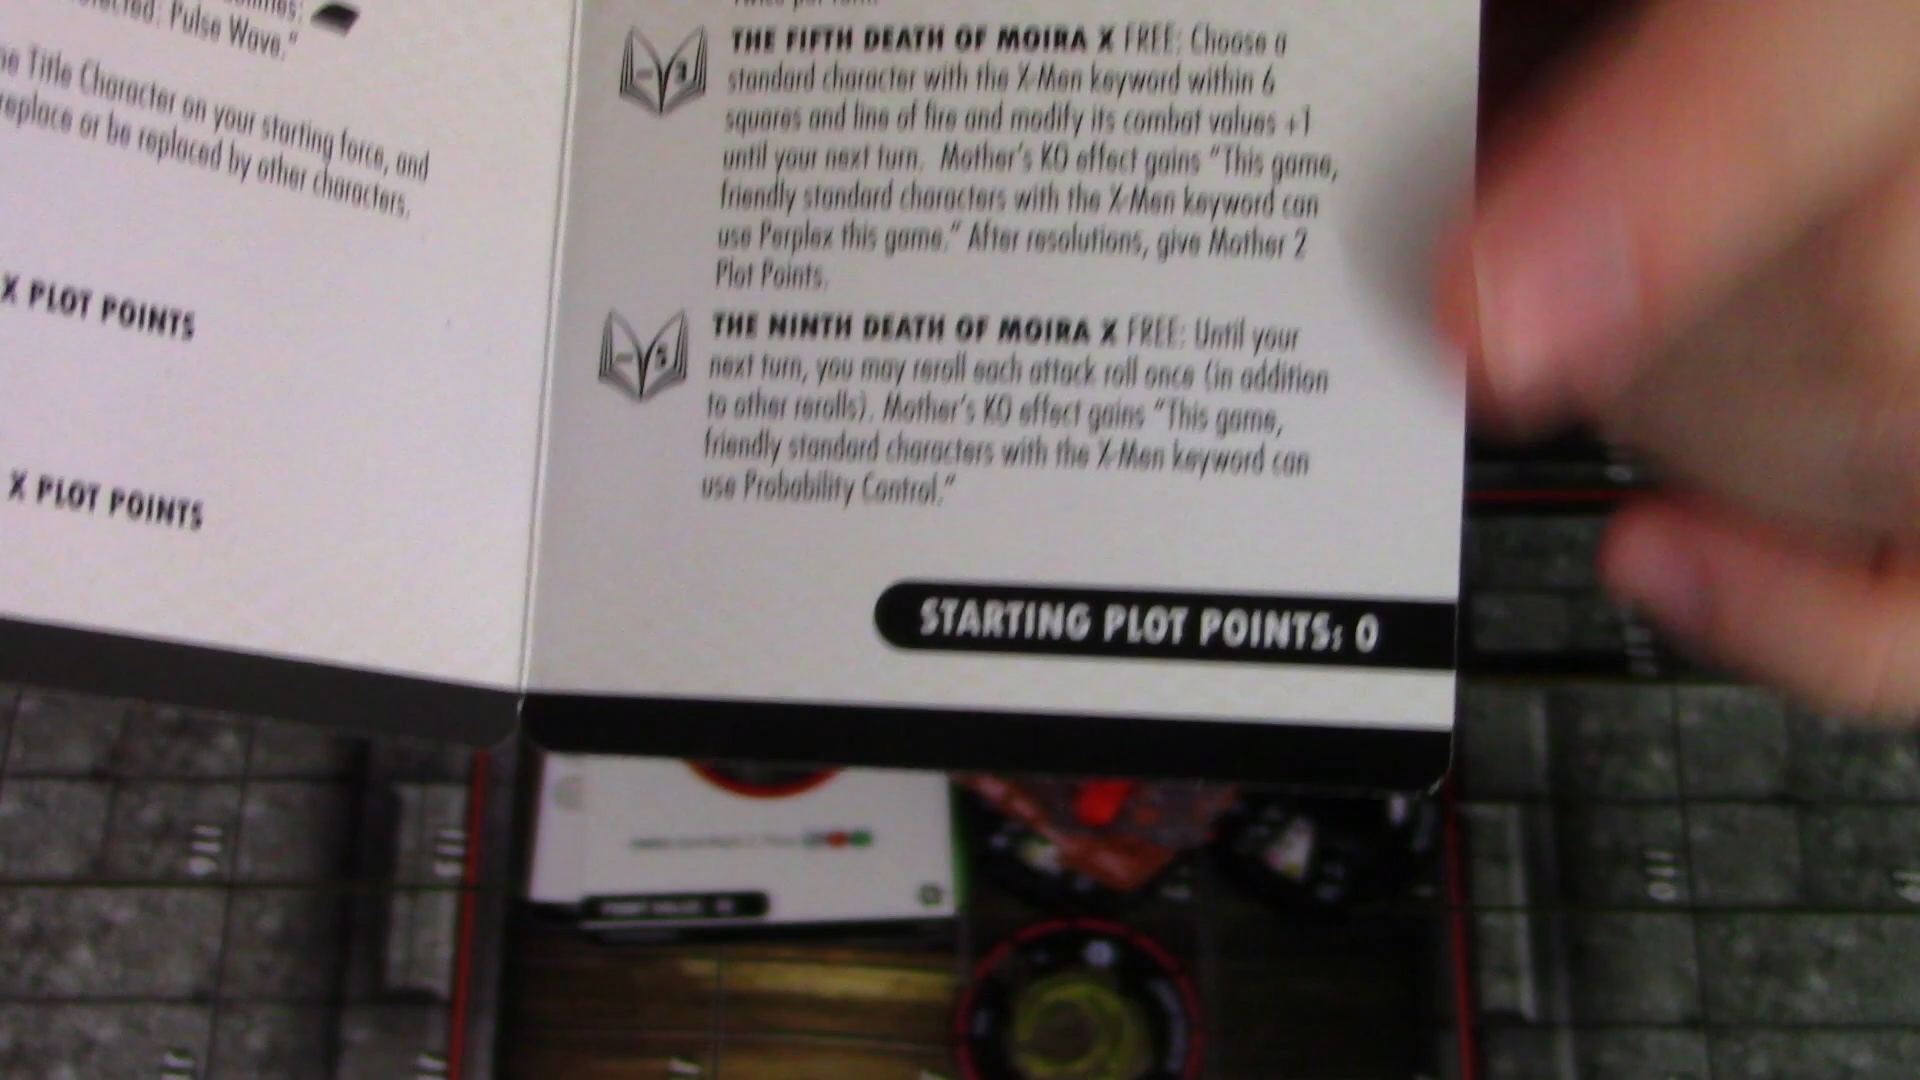 Pulse Wave."
Title Character on your starting force, and
replace or be replaced by other characters.
X PLOT POINTS
X PLOT POINTS
-3
THE FIFTH DEATH OF MOIRA X FREE: Choose a
standard character with the X-Men keyword within 6
squares and line of fire and modify its combat values +1
until your next turn. Mother's KO effect gains "This game,
friendly standard characters with the X-Men keyword can
use Perplex this game." After resolutions, give Mother 2
Plot Points.
-5
THE NINTH DEATH OF MOIRA X FREE: Until your
next turn, you may reroll each attack roll once (in addition
to other rerolls). Mother's KO effect gains "This game,
friendly standard characters with the X-Men keyword can
use Probability Control."
STARTING PLOT POINTS: 0